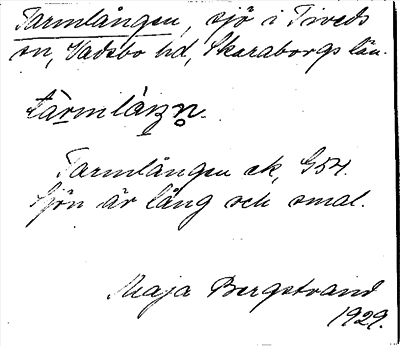 Tarmlången, sjö i Tiveds
sn, Vadsbo hd, Skaraborgs län.
Tarmlången ek, G54.
Sjön är lång och smal.
Maja Bergstrand
1929.